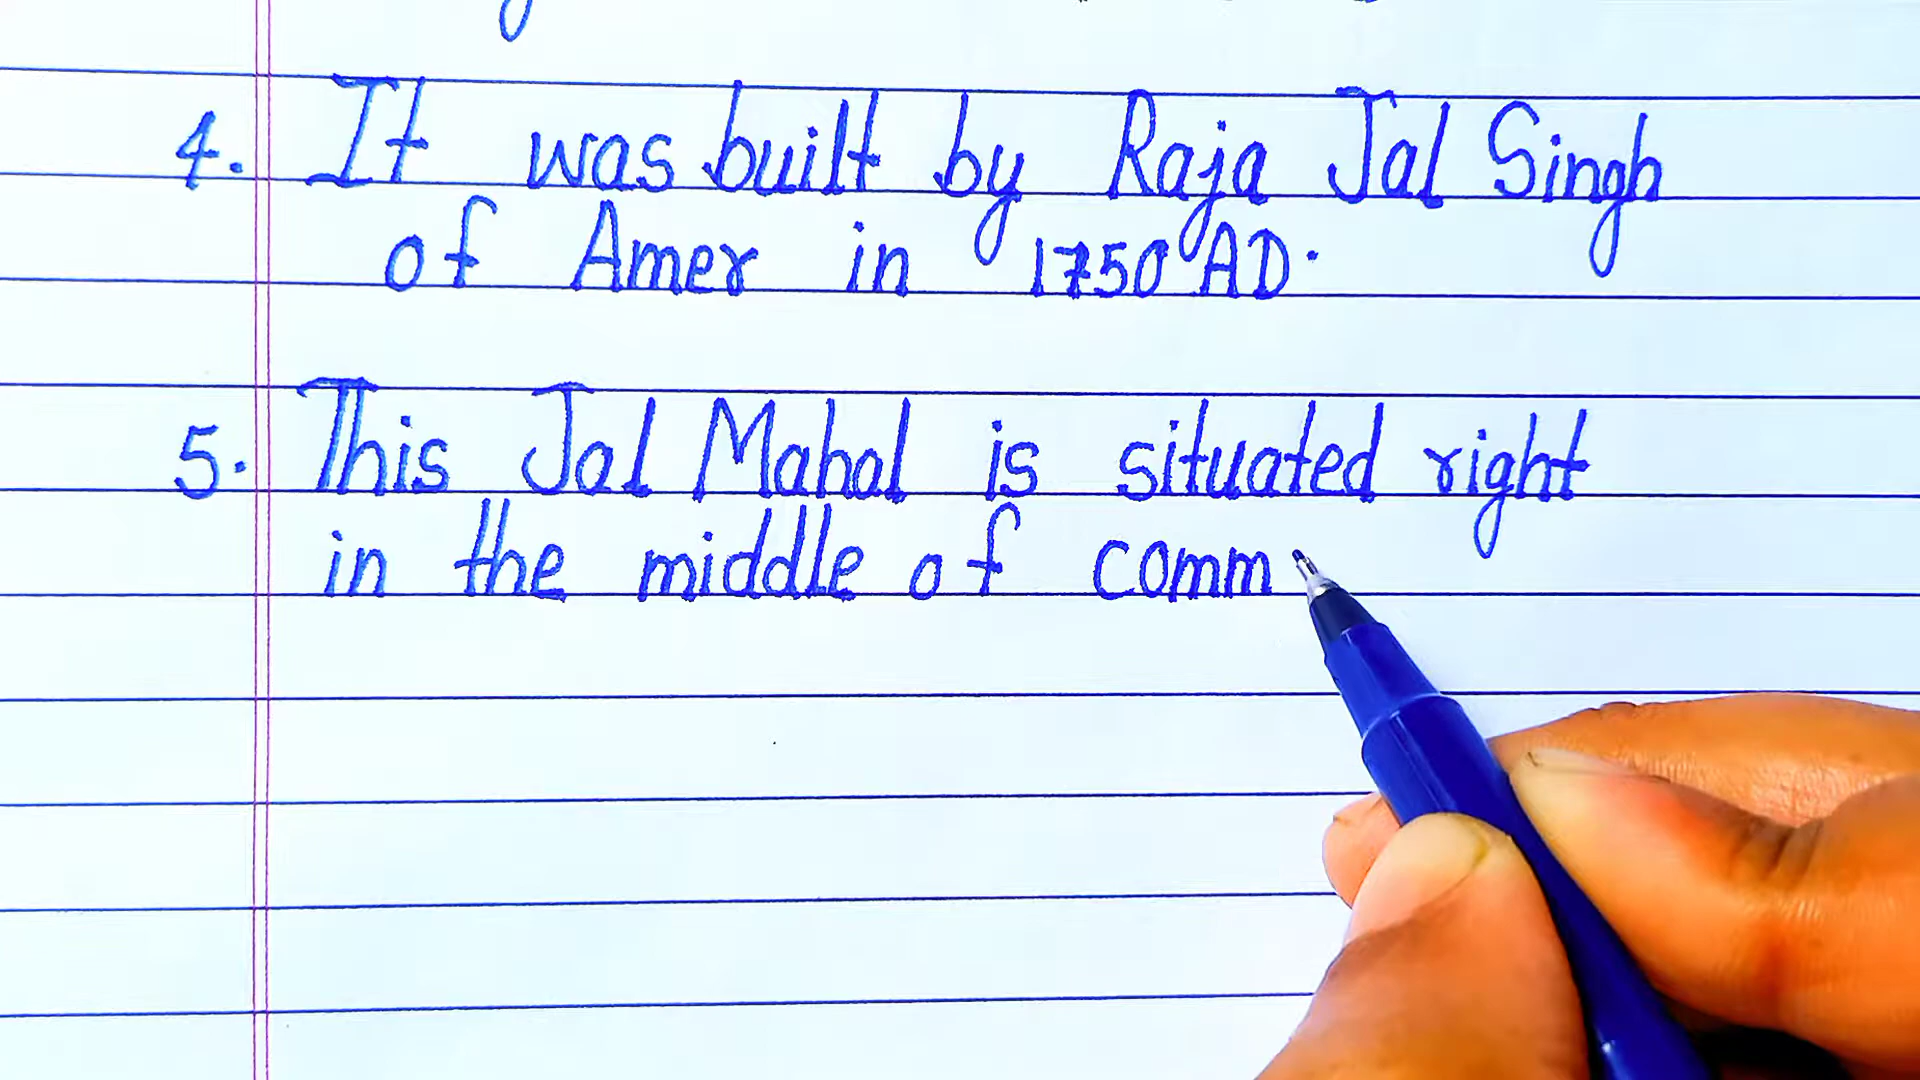 4. It was built by Raja Jal Singh
of Amer in 1750 AD.
5. This Jal Mahal is situated right
in the middle of comm